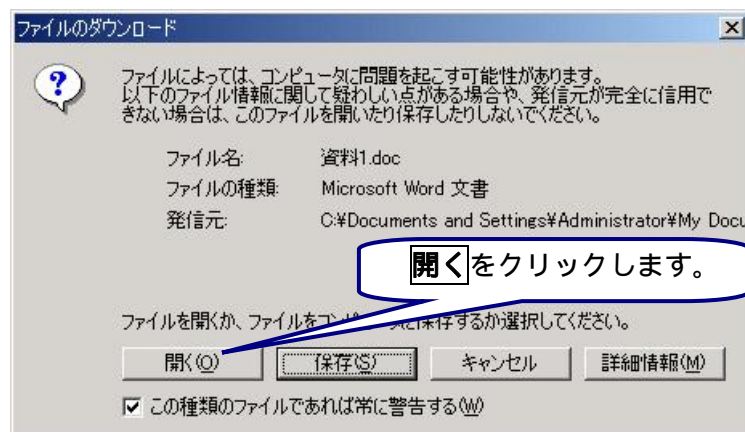 ファイルのダウンロード
ファイルによっては、コンピュータに問題を起こす可能性があります。
以下のファイル情報に関して疑わしい点がある場合や、発信元が完全に信用で
きない場合は、このファイルを開いたり保存したりしないでください。
ファイル名: 資料1.doc
ファイルの種類: Microsoft Word 文書
発信元: C:¥Documents and Settings¥Administrator¥My Docu
開くをクリックします。
ファイルを開くか、ファイルをコンピュータに保存するか選択してください。
開く(O) 保存(S) キャンセル 詳細情報(M)
この種類のファイルであれば常に警告する(W)